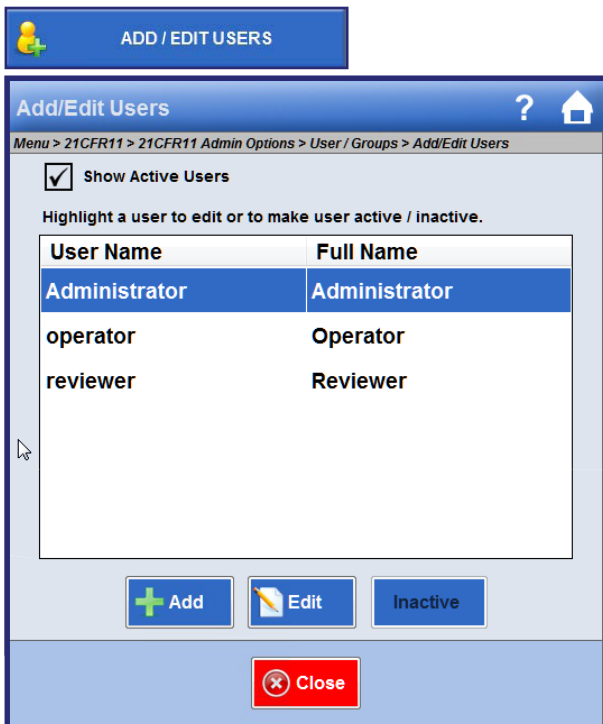 ADD / EDIT USERS
Add/Edit Users ?
Menu > 21CFR11 > 21CFR11 Admin Options > User / Groups > Add/Edit Users
Show Active Users
Highlight a user to edit or to make user active / inactive.
User Name Full Name
Administrator Administrator
operator Operator
reviewer Reviewer
Add Edit Inactive
Close